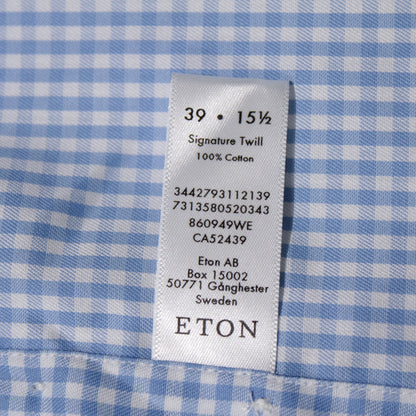 39 • 15½
Signature Twill
100% Cotton
3442793112139
7313580520343
860949WE
CA52439
Eton AB
Box 15002
50771 Gånghester
Sweden
ETON